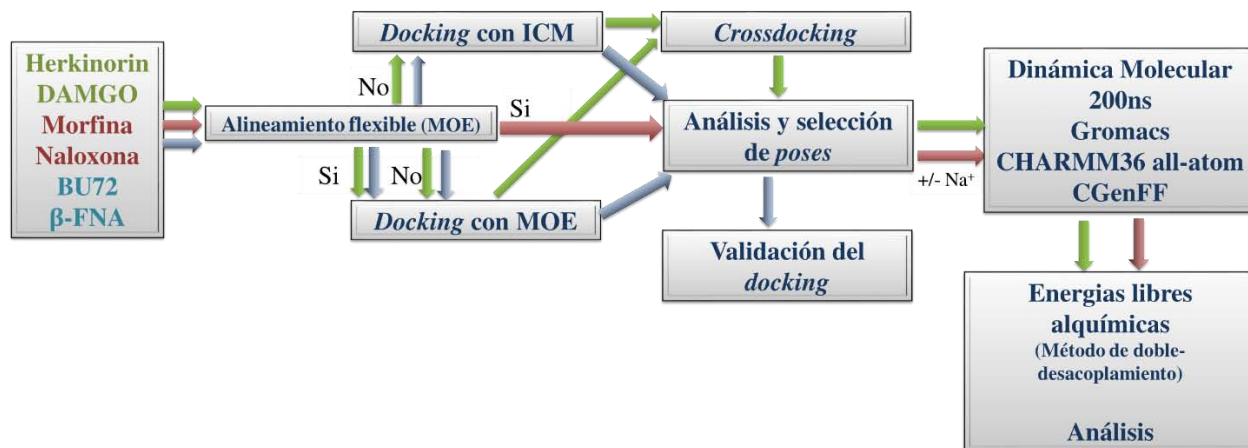 Herkinorin
DAMGO
Morfina
Naloxona
BU72
β-FNA
Alineamiento flexible (MOE)
No
Docking con ICM
Si
No
Docking con MOE
Si
Crossdocking
Análisis y selección
de poses
Validación del
docking
+/- Na⁺
Dinámica Molecular
200ns
Gromacs
CHARMM36 all-atom
CGenFF
Energias libres
alquímicas
(Método de doble-
desacoplamiento)
Análisis